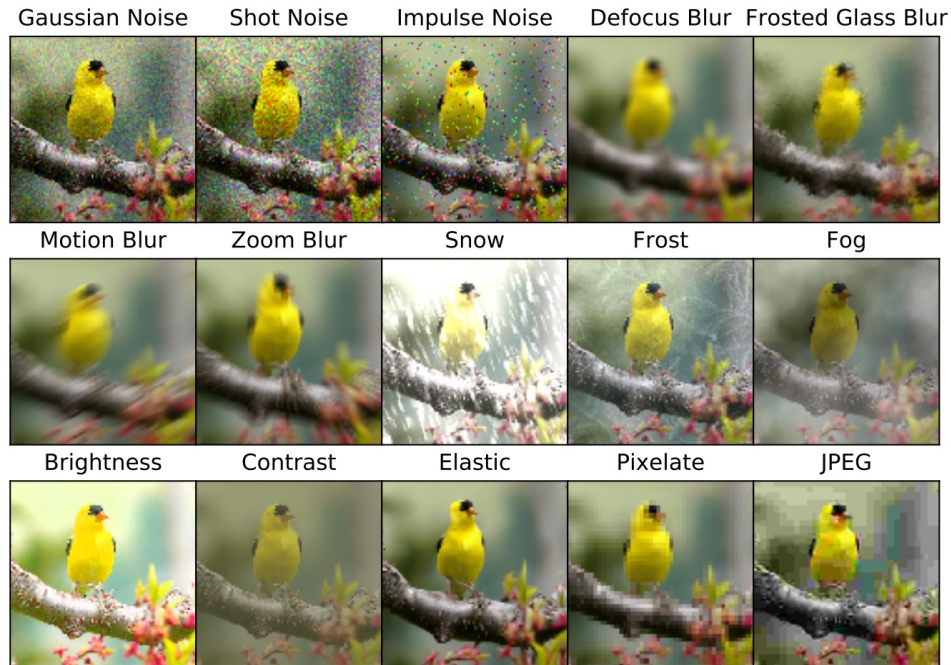 Gaussian Noise Shot Noise Impulse Noise Defocus Blur Frosted Glass Blur
Motion Blur Zoom Blur Snow Frost Fog
Brightness Contrast Elastic Pixelate JPEG